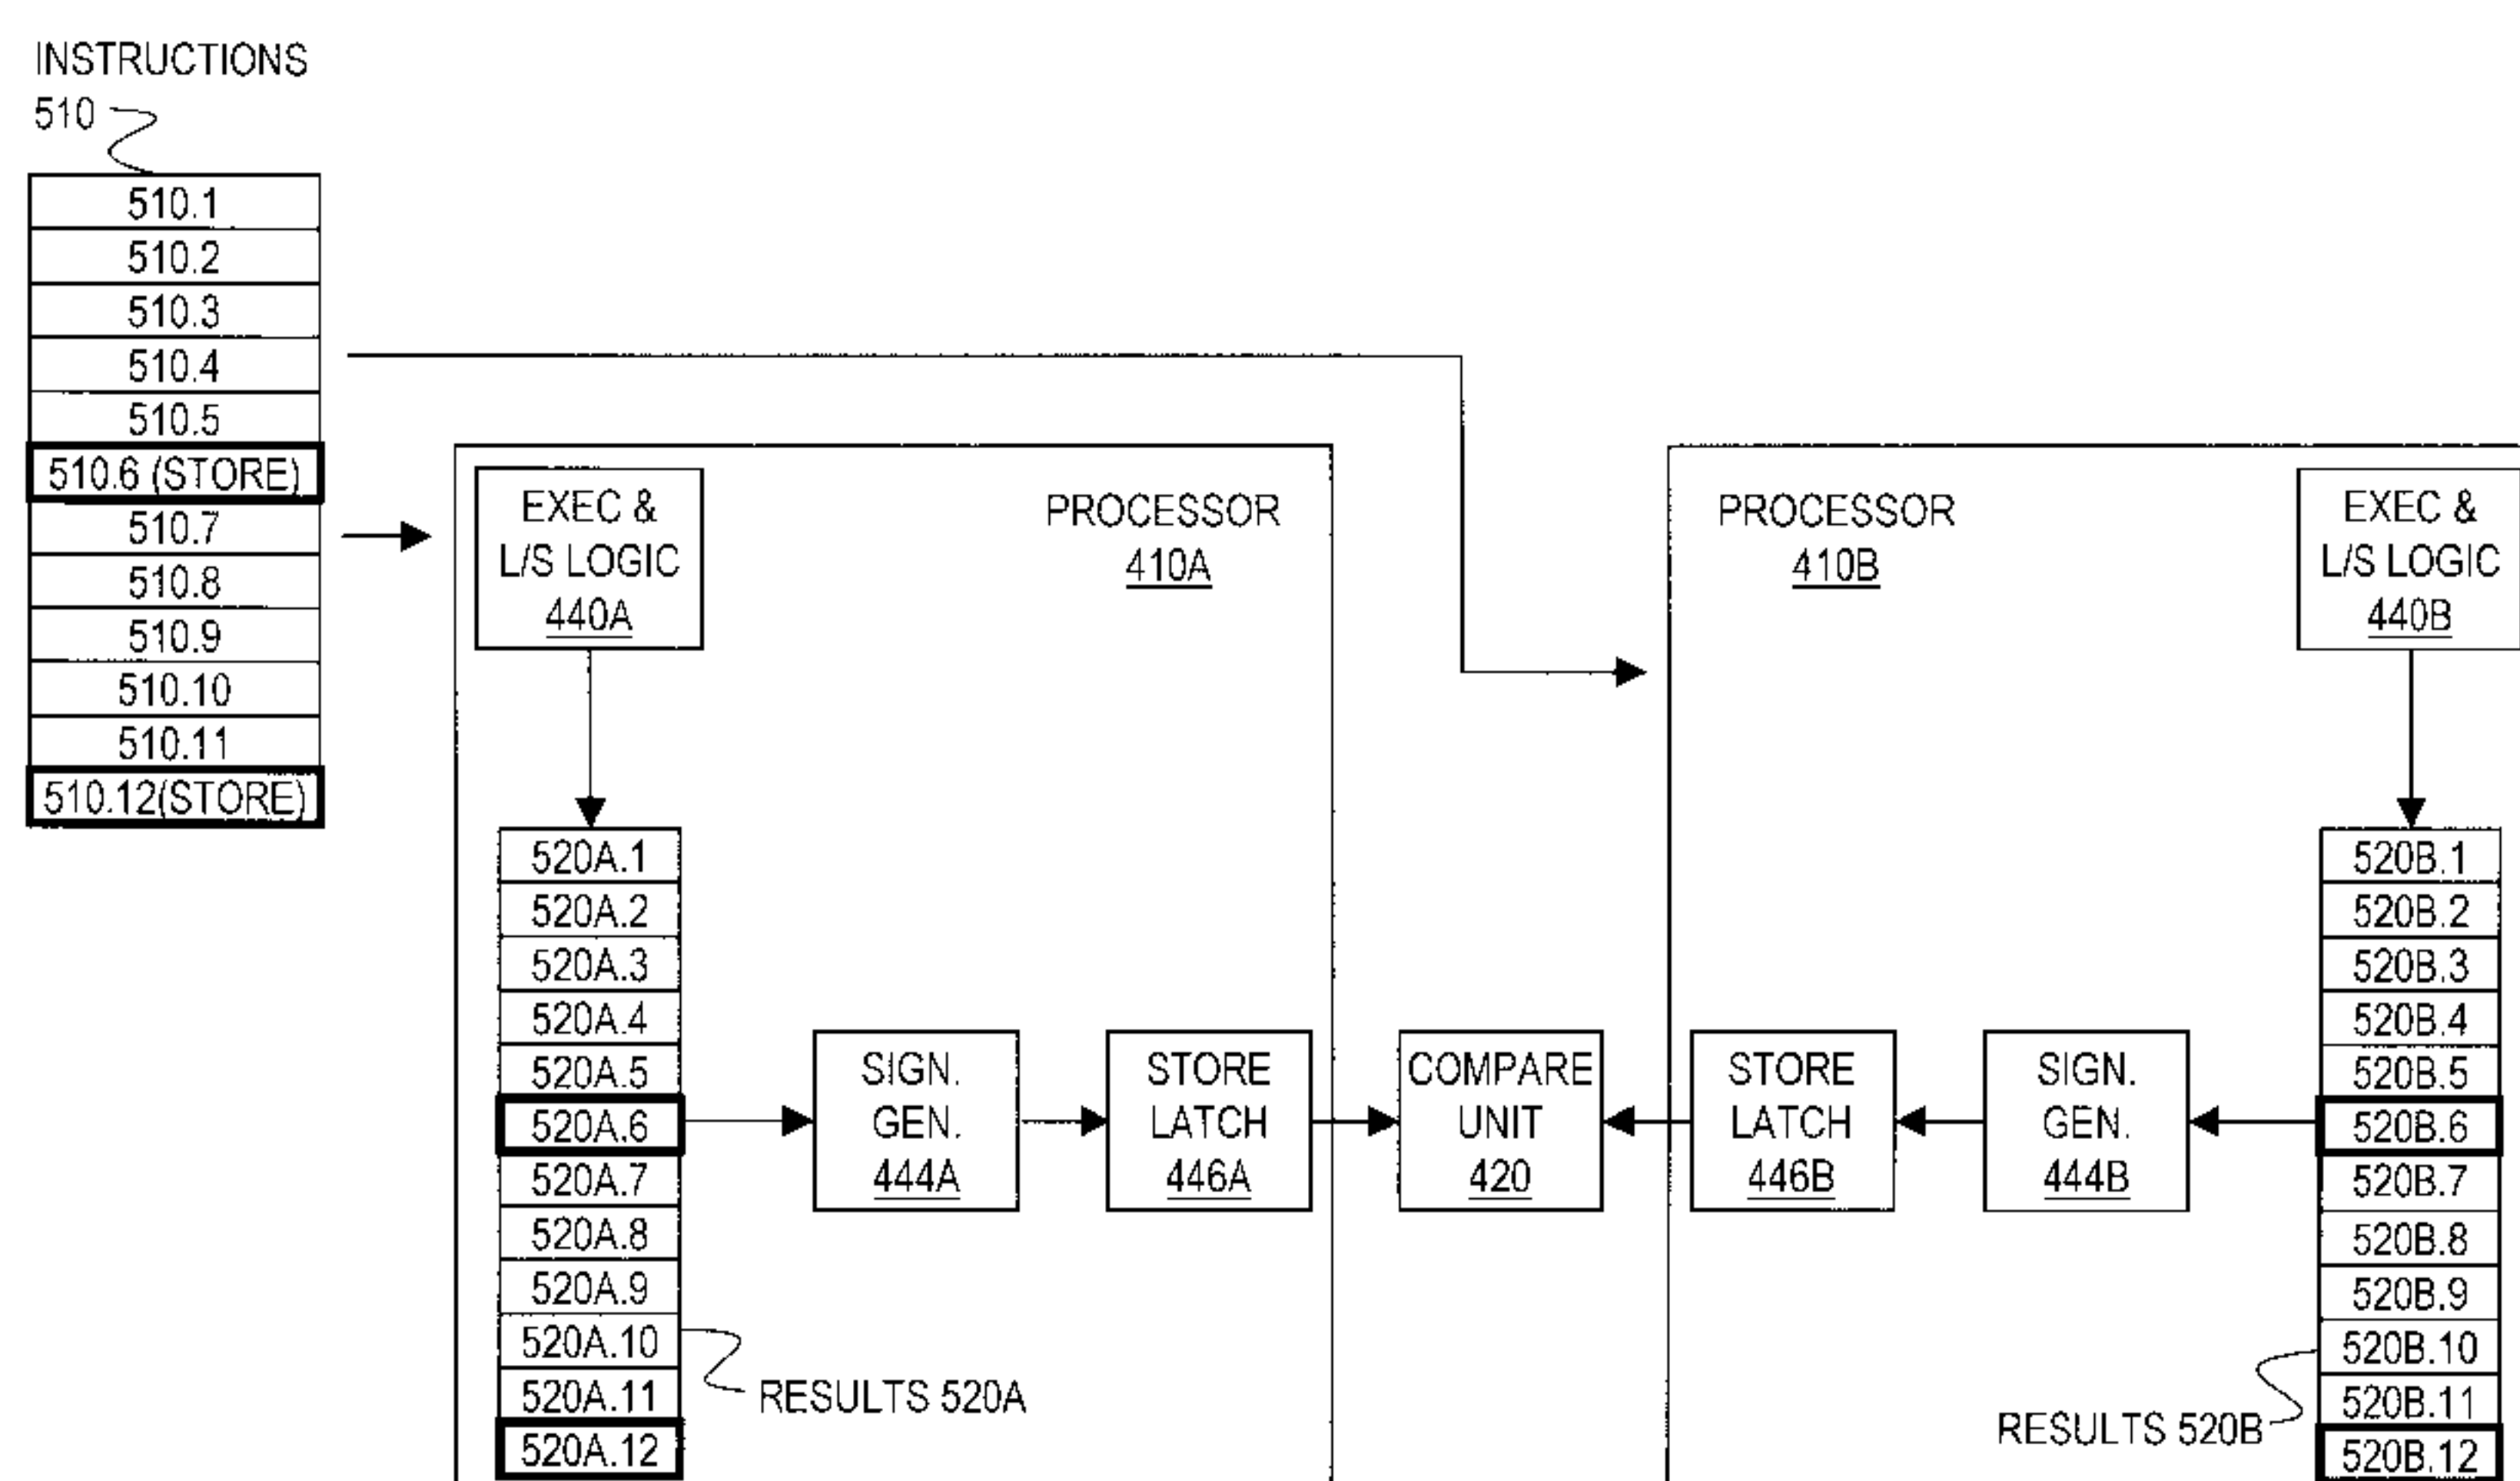 INSTRUCTIONS
510
510.1
510.2
510.3
510.4
510.5
510.6 (STORE)
510.7
510.8
510.9
510.10
510.11
510.12(STORE)
EXEC &
L/S LOGIC
440A
PROCESSOR
410A
520A.1
520A.2
520A.3
520A.4
520A.5
520A.6
520A.7
520A.8
520A.9
520A.10
520A.11
520A.12
RESULTS 520A
SIGN.
GEN.
444A
STORE
LATCH
446A
COMPARE
UNIT
420
PROCESSOR
410B
EXEC &
L/S LOGIC
440B
STORE
LATCH
446B
SIGN.
GEN.
444B
520B.1
520B.2
520B.3
520B.4
520B.5
520B.6
520B.7
520B.8
520B.9
520B.10
520B.11
520B.12
RESULTS 520B